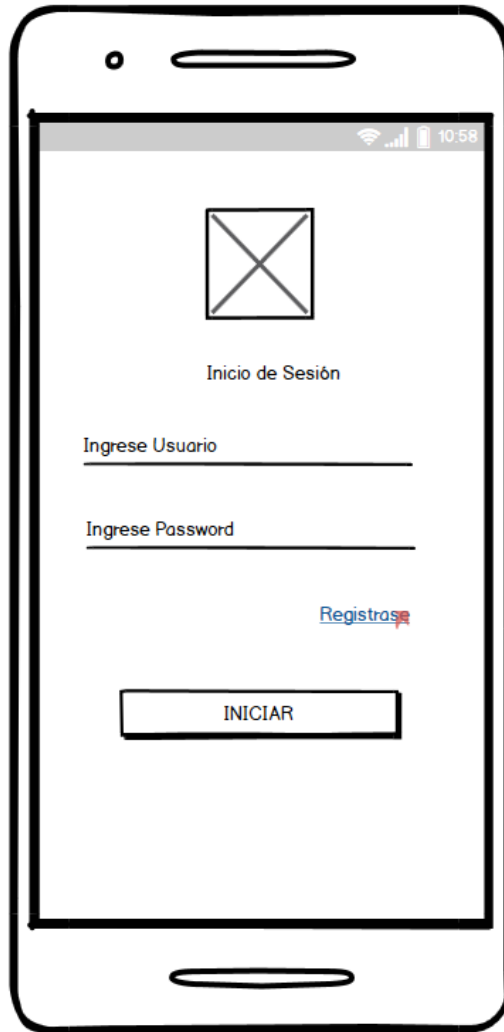 10:58
Inicio de Sesión
Ingrese Usuario
Ingrese Password
Registrase
INICIAR